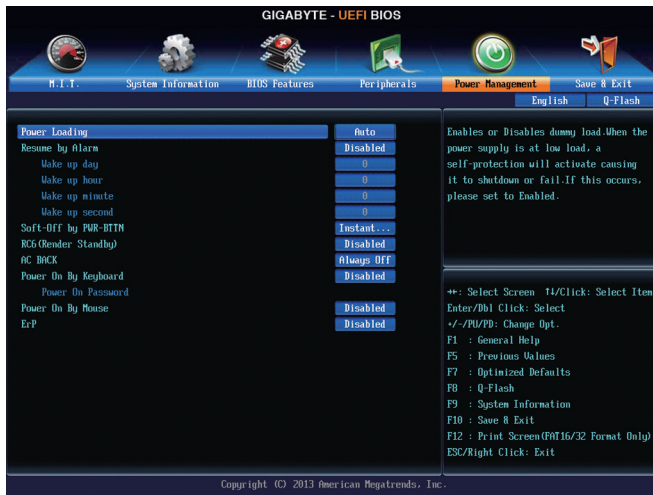 GIGABYTE - UEFI BIOS
M.I.T. System Information BIOS Features Peripherals Power Management Save & Exit
English Q-Flash
Power Loading Auto
Resume by Alarm Disabled
Wake up day 0
Wake up hour 0
Wake up minute 0
Wake up second 0
Soft-Off by PWR-BTTN Instant...
RC6(Render Standby) Disabled
AC BACK Always Off
Power On By Keyboard Disabled
Power On Password
Power On By Mouse Disabled
ErP Disabled
Enables or Disables dummy load.When the
power supply is at low load, a
self-protection will activate causing
it to shutdown or fail.If this occurs,
please set to Enabled.
→←: Select Screen ↑↓/Click: Select Item
Enter/Dbl Click: Select
+/-/PU/PD: Change Opt.
F1 : General Help
F5 : Previous Values
F7 : Optimized Defaults
F8 : Q-Flash
F9 : System Information
F10 : Save & Exit
F12 : Print Screen(FAT16/32 Format Only)
ESC/Right Click: Exit
Copyright (C) 2013 American Megatrends, Inc.